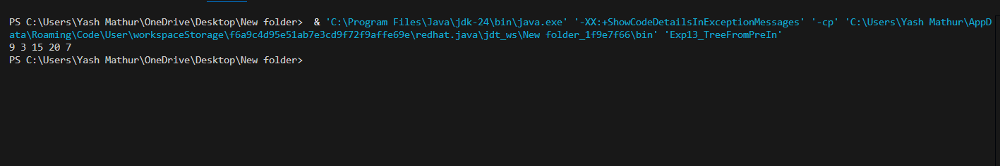 PS C:\Users\Yash Mathur\OneDrive\Desktop\New folder>  & 'C:\Program Files\Java\jdk-24\bin\java.exe' '-XX:+ShowCodeDetailsInExceptionMessages' '-cp' 'C:\Users\Yash Mathur\AppD
ata\Roaming\Code\User\workspaceStorage\f6a9c4d95e51ab7e3cd9f72f9affe69e\redhat.java\jdt_ws\New folder_1f9e7f66\bin' 'Exp13_TreeFromPreIn'
9 3 15 20 7
PS C:\Users\Yash Mathur\OneDrive\Desktop\New folder>